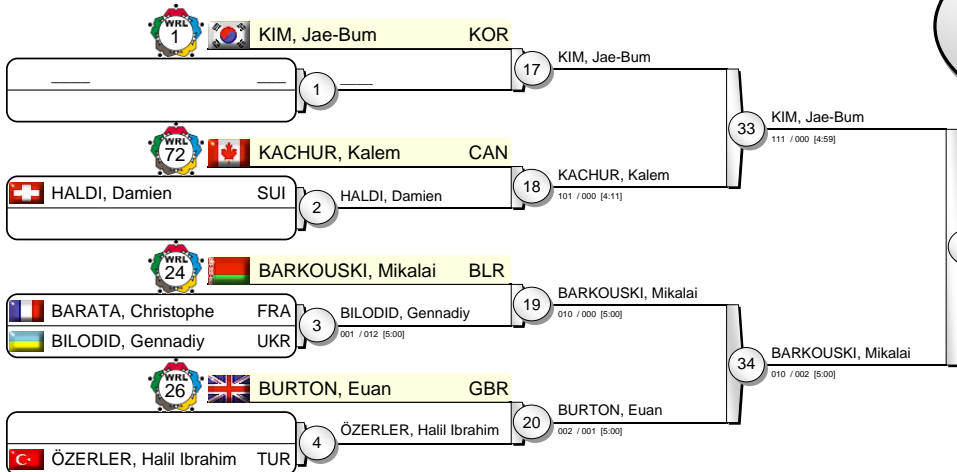 WRL 1 KIM, Jae-Bum KOR
____ ___
1 ____
17 KIM, Jae-Bum
WRL 72 KACHUR, Kalem CAN
HALDI, Damien SUI
2 HALDI, Damien
18 KACHUR, Kalem
101 / 000 [4:11]
33 KIM, Jae-Bum
111 / 000 [4:59]
WRL 24 BARKOUSKI, Mikalai BLR
BARATA, Christophe FRA
BILODID, Gennadiy UKR
3 BILODID, Gennadiy
001 / 012 [5:00]
19 BARKOUSKI, Mikalai
010 / 000 [5:00]
WRL 26 BURTON, Euan GBR
ÖZERLER, Halil Ibrahim TUR
4 ÖZERLER, Halil Ibrahim
20 BURTON, Euan
002 / 001 [5:00]
34 BARKOUSKI, Mikalai
010 / 002 [5:00]